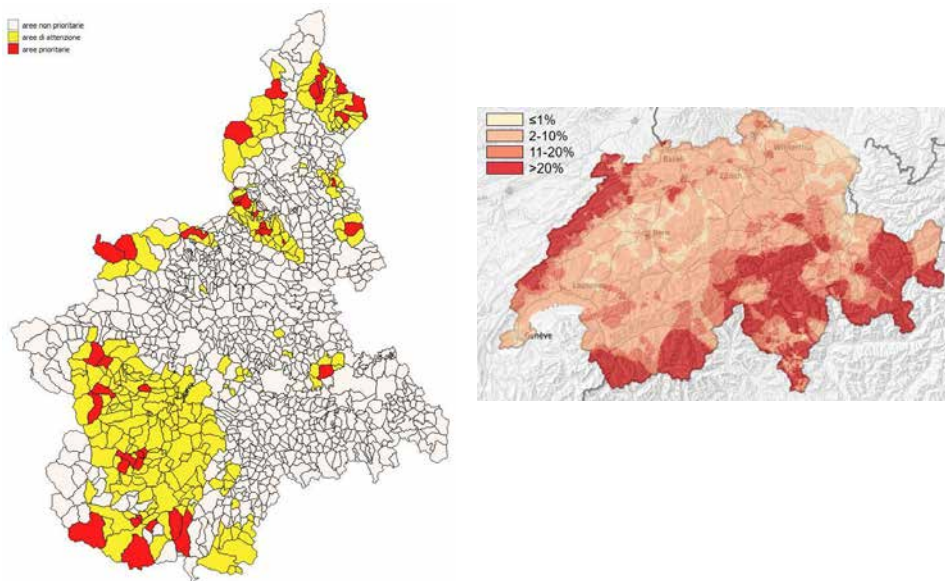 aree non prioritarie
aree di attenzione
aree prioritarie
≤1%
2-10%
11-20%
>20%
Basel
Winterthur
Zürich
Bern
Lausanne
Genève